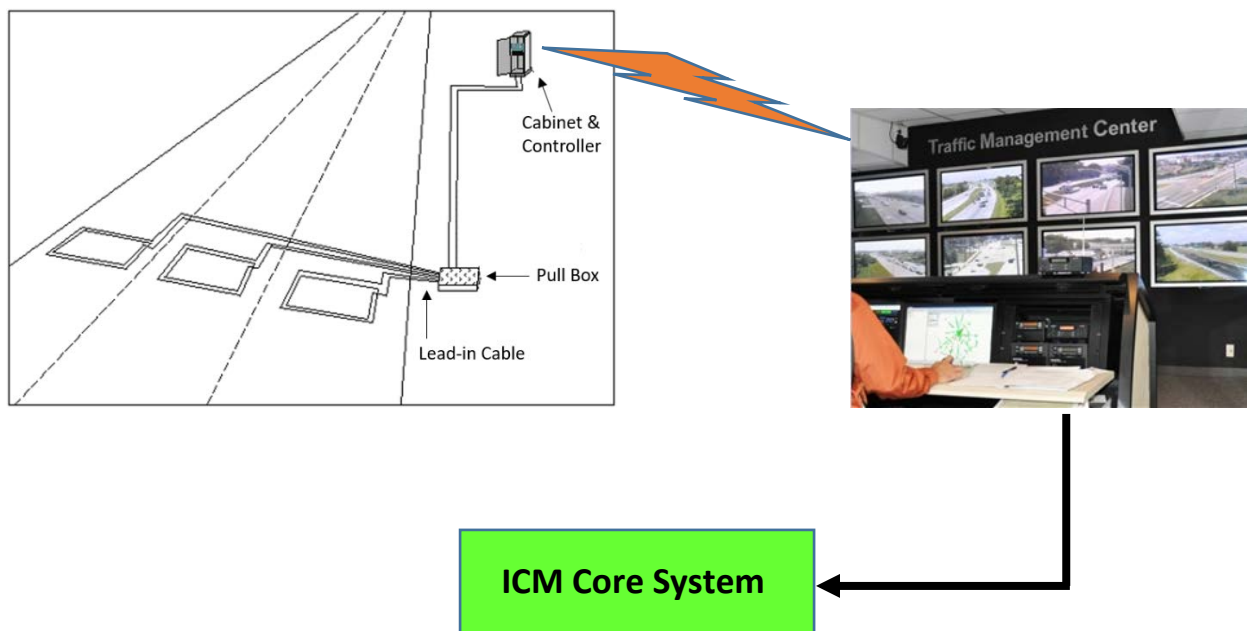 Cabinet &
Controller
Traffic Management Center
Pull Box
Lead-in Cable
ICM Core System